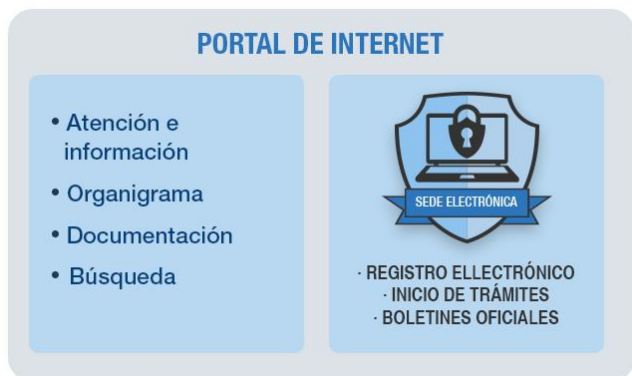 PORTAL DE INTERNET
• Atención e
información
• Organigrama
• Documentación
• Búsqueda
SEDE ELECTRÓNICA
· REGISTRO ELLECTRÓNICO
· INICIO DE TRÁMITES
· BOLETINES OFICIALES